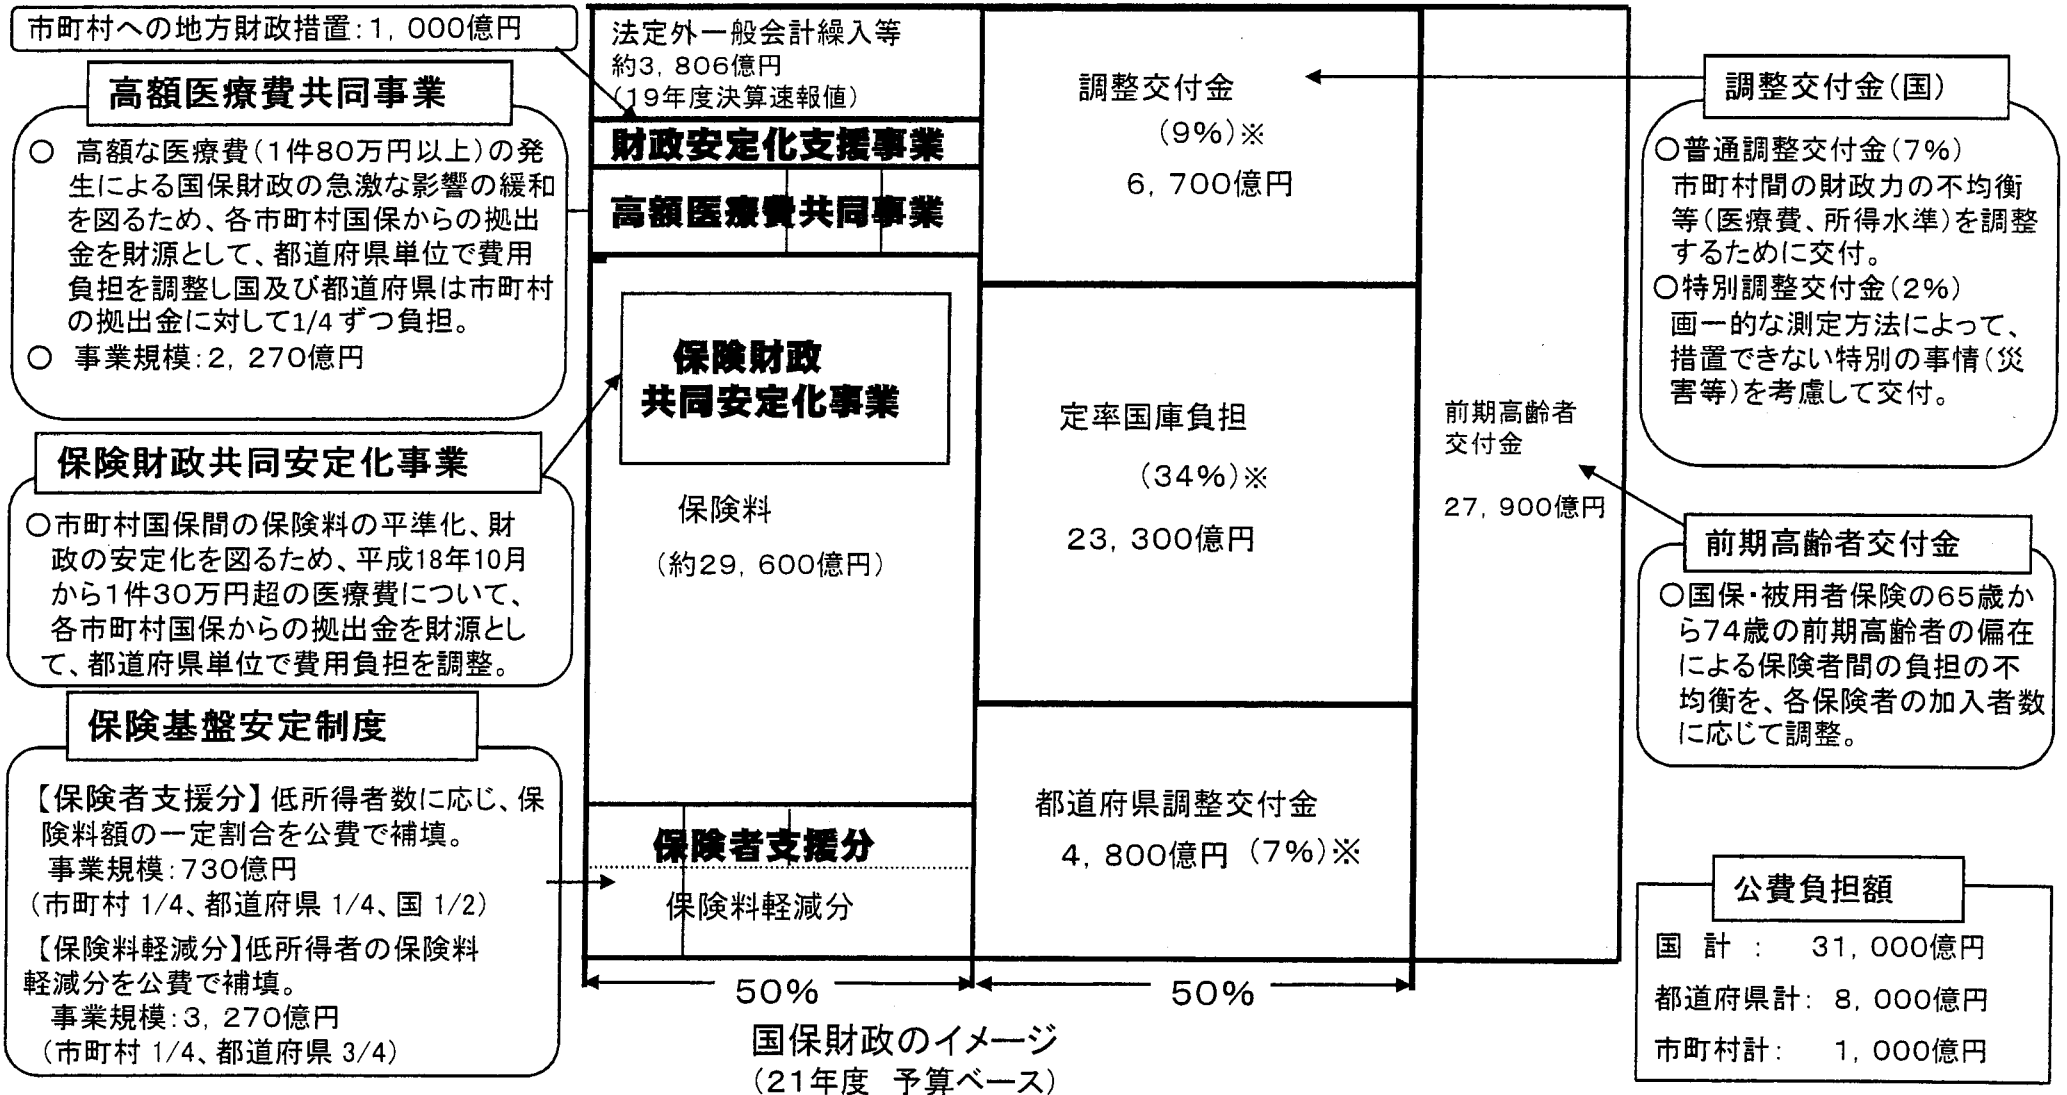 市町村への地方財政措置:1，000億円
高額医療費共同事業
○ 高額な医療費(1件80万円以上)の発
生による国保財政の急激な影響の緩和
を図るため、各市町村国保からの拠出
金を財源として、都道府県単位で費用
負担を調整し国及び都道府県は市町村
の拠出金に対して1/4ずつ負担。
○ 事業規模:2，270億円
保険財政共同安定化事業
○市町村国保間の保険料の平準化、財
政の安定化を図るため、平成18年10月
から1件30万円超の医療費について、
各市町村国保からの拠出金を財源とし
て、都道府県単位で費用負担を調整。
保険基盤安定制度
【保険者支援分】低所得者数に応じ、保
険料額の一定割合を公費で補填。
事業規模:730億円
(市町村 1/4、都道府県 1/4、国 1/2)
【保険料軽減分】低所得者の保険料
軽減分を公費で補填。
事業規模:3，270億円
(市町村 1/4、都道府県 3/4)
法定外一般会計繰入等
約3，806億円
(19年度決算速報値)
財政安定化支援事業
高額医療費共同事業
保険財政
共同安定化事業
保険料
(約29，600億円)
保険者支援分
保険料軽減分
調整交付金
(9%)※
6，700億円
定率国庫負担
(34%)※
23，300億円
都道府県調整交付金
4，800億円 (7%)※
前期高齢者
交付金
27，900億円
50%
50%
国保財政のイメージ
(21年度 予算ベース)
調整交付金(国)
○普通調整交付金(7%)
市町村間の財政力の不均衡
等(医療費、所得水準)を調整
するために交付。
○特別調整交付金(2%)
画一的な測定方法によって、
措置できない特別の事情(災
害等)を考慮して交付。
前期高齢者交付金
○国保・被用者保険の65歳か
ら74歳の前期高齢者の偏在
による保険者間の負担の不
均衡を、各保険者の加入者数
に応じて調整。
公費負担額
国 計 : 31，000億円
都道府県計: 8，000億円
市町村計: 1，000億円